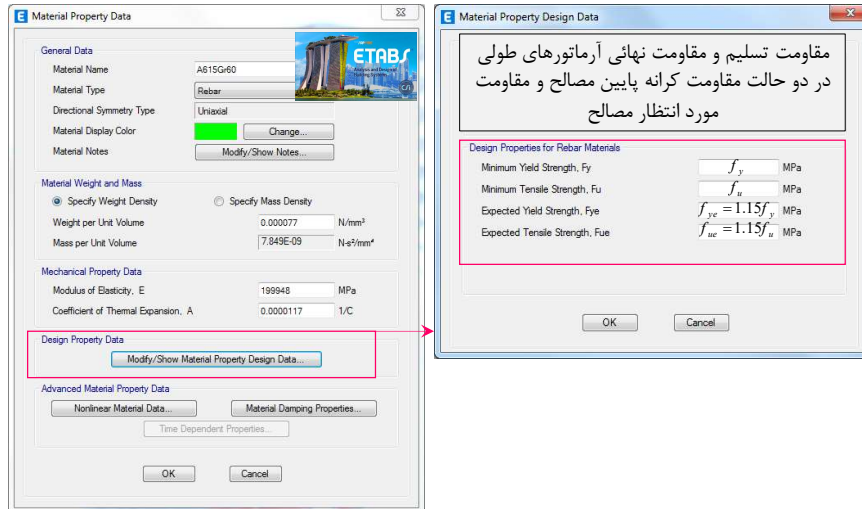 Material Property Data
General Data
Material Name
A615Gr60
Material Type
Rebar
Directional Symmetry Type
Uniaxial
Material Display Color
Change...
Material Notes
Modify/Show Notes...
ETABS
Material Weight and Mass
Specify Weight Density
Specify Mass Density
Weight per Unit Volume
0.000077
N/mm³
Mass per Unit Volume
7.849E-09
N-s²/mm⁴
Mechanical Property Data
Modulus of Elasticity, E
199948
MPa
Coefficient of Thermal Expansion, A
0.0000117
1/C
Design Property Data
Modify/Show Material Property Design Data...
Advanced Material Property Data
Nonlinear Material Data...
Material Damping Properties...
Time Dependent Properties...
OK
Cancel
Material Property Design Data
مقاومت تسلیم و مقاومت نهائی آرماتورهای طولی
در دو حالت مقاومت کرانه پایین مصالح و مقاومت
مورد انتظار مصالح
Design Properties for Rebar Materials
Minimum Yield Strength, Fy
f_y
MPa
Minimum Tensile Strength, Fu
f_u
MPa
Expected Yield Strength, Fye
f_ye = 1.15f_y
MPa
Expected Tensile Strength, Fue
f_ue = 1.15f_u
MPa
OK
Cancel